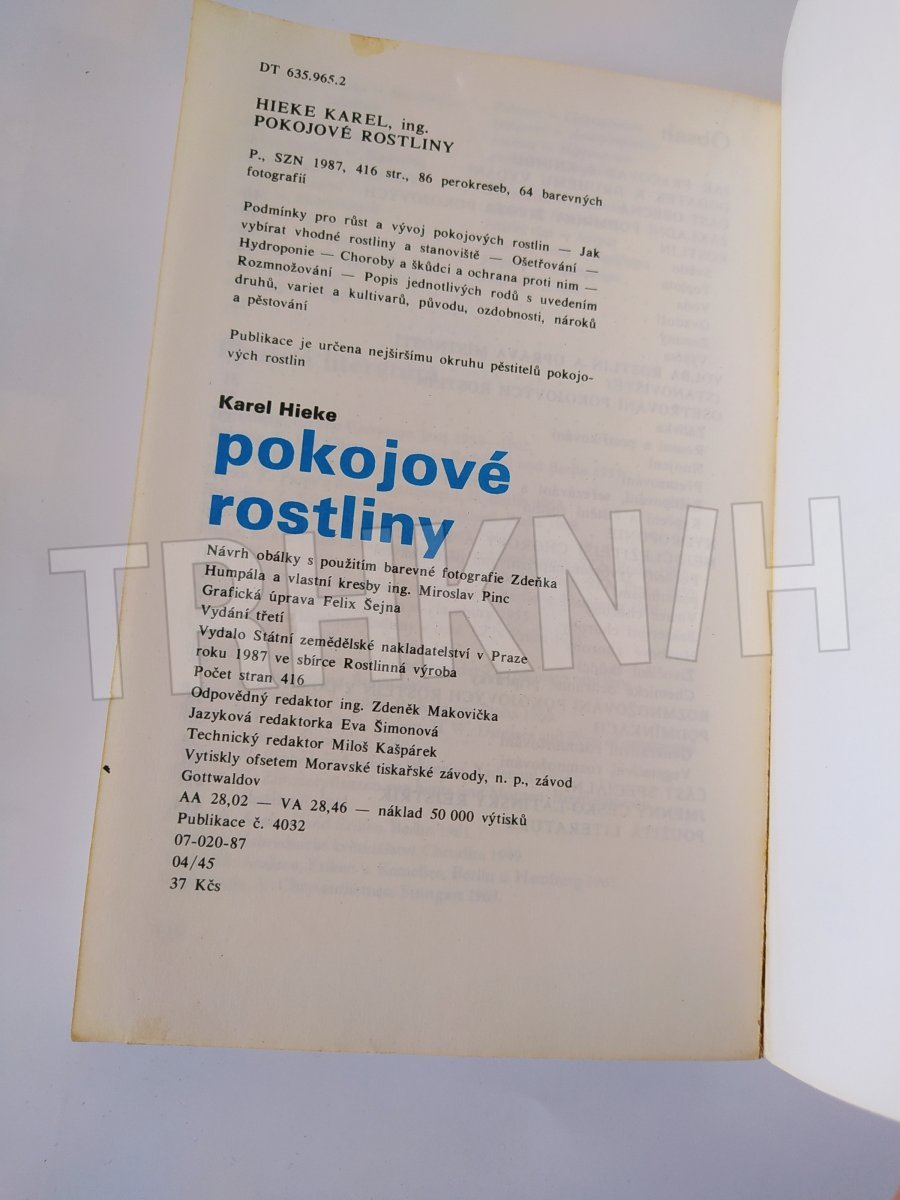 DT 635.965.2
HIEKE KAREL, ing.
POKOJOVÉ ROSTLINY
P., SZN 1987, 416 str., 86 perokreseb, 64 barevných
fotografií
Podmínky pro růst a vývoj pokojových rostlin — Jak
vybírat vhodné rostliny a stanoviště — Ošetřování —
Hydroponie — Choroby a škůdci a ochrana proti nim —
Rozmnožování — Popis jednotlivých rodů s uvedením
druhů, variet a kultivarů, původu, ozdobnosti, nároků
a pěstování
Publikace je určena nejširšímu okruhu pěstitelů pokojo-
vých rostlin
Karel Hieke
pokojové
rostliny
Návrh obálky s použitím barevné fotografie Zdeňka
Humpála a vlastní kresby ing. Miroslav Pinc
Grafická úprava Felix Šejna
Vydání třetí
Vydalo Státní zemědělské nakladatelství v Praze
roku 1987 ve sbírce Rostlinná výroba
Počet stran 416
Odpovědný redaktor ing. Zdeněk Makovička
Jazyková redaktorka Eva Šimonová
Technický redaktor Miloš Kašpárek
Vytiskly ofsetem Moravské tiskařské závody, n. p., závod
Gottwaldov
AA 28,02 — VA 28,46 — náklad 50 000 výtisků
Publikace č. 4032
07-020-87
04/45
37 Kčs
TRHKNIH